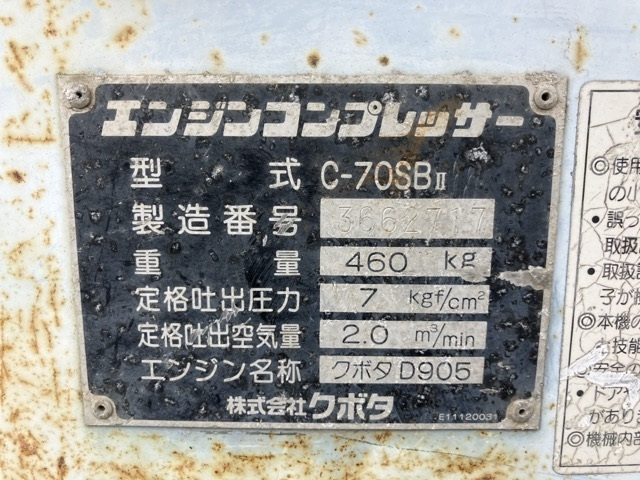 エンジンコンプレッサー
型 式 C-70SBⅡ
製造番号 3662717
重 量 460 kg
定格吐出圧力 7 kgf/cm²
定格吐出空気量 2.0 m³/min
エンジン名称 クボタD905
株式会社クボタ E11120031
◎使用
の
・誤っ
取扱
・取扱
子が
◎本機の
技能
安全の
・ドア
があり
◎機械内部